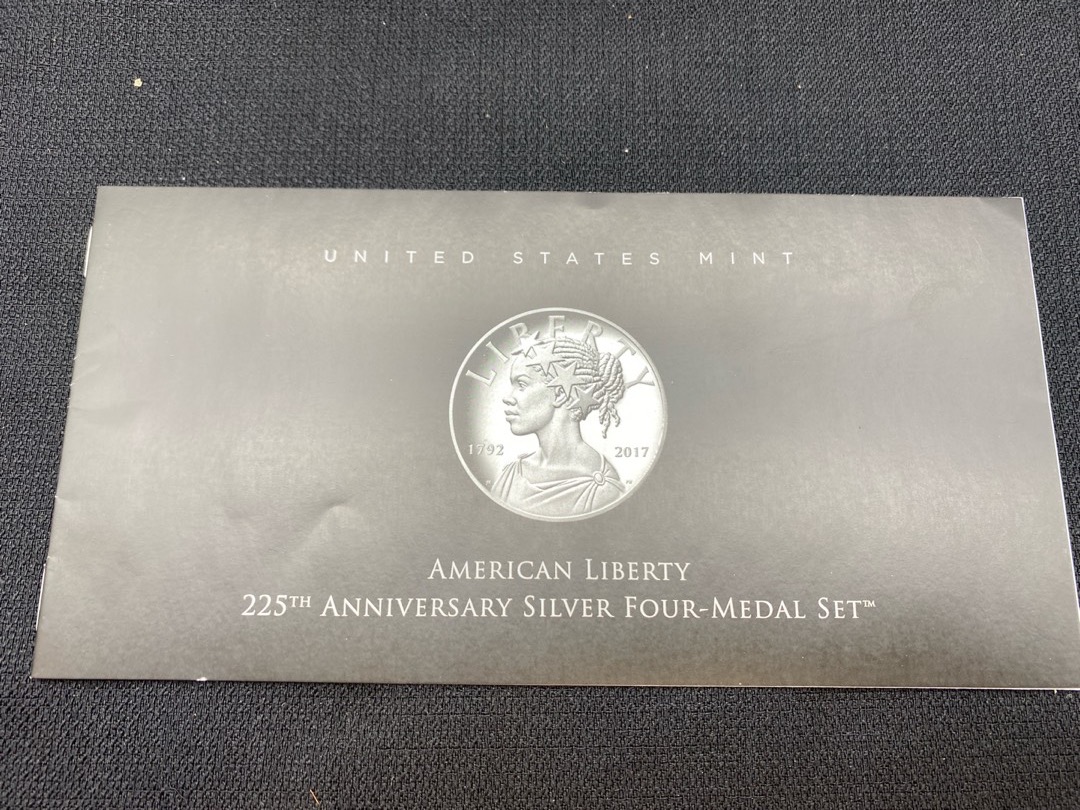 UNITED STATES MINT
LIBERTY
1792 2017
AMERICAN LIBERTY
225TH ANNIVERSARY SILVER FOUR-MEDAL SET™